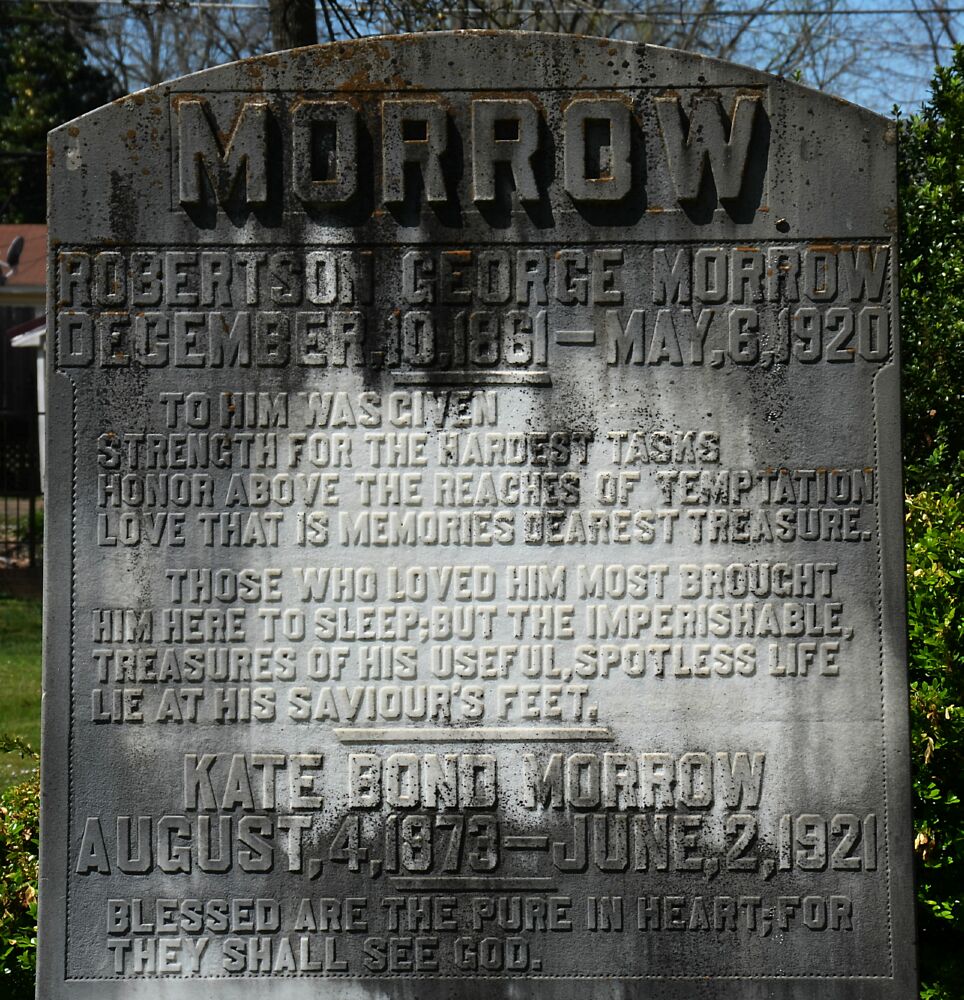 MORROW
ROBERTSON GEORGE MORROW
DECEMBER, 10, 1861 — MAY, 6, 1920
TO HIM WAS GIVEN
STRENGTH FOR THE HARDEST TASKS
HONOR ABOVE THE REACHES OF TEMPTATION
LOVE THAT IS MEMORIES DEAREST TREASURE.
THOSE WHO LOVED HIM MOST BROUGHT
HIM HERE TO SLEEP; BUT THE IMPERISHABLE,
TREASURES OF HIS USEFUL, SPOTLESS LIFE
LIE AT HIS SAVIOUR'S FEET.
KATE BOND MORROW
AUGUST, 4, 1873 — JUNE, 2, 1921
BLESSED ARE THE PURE IN HEART; FOR
THEY SHALL SEE GOD.